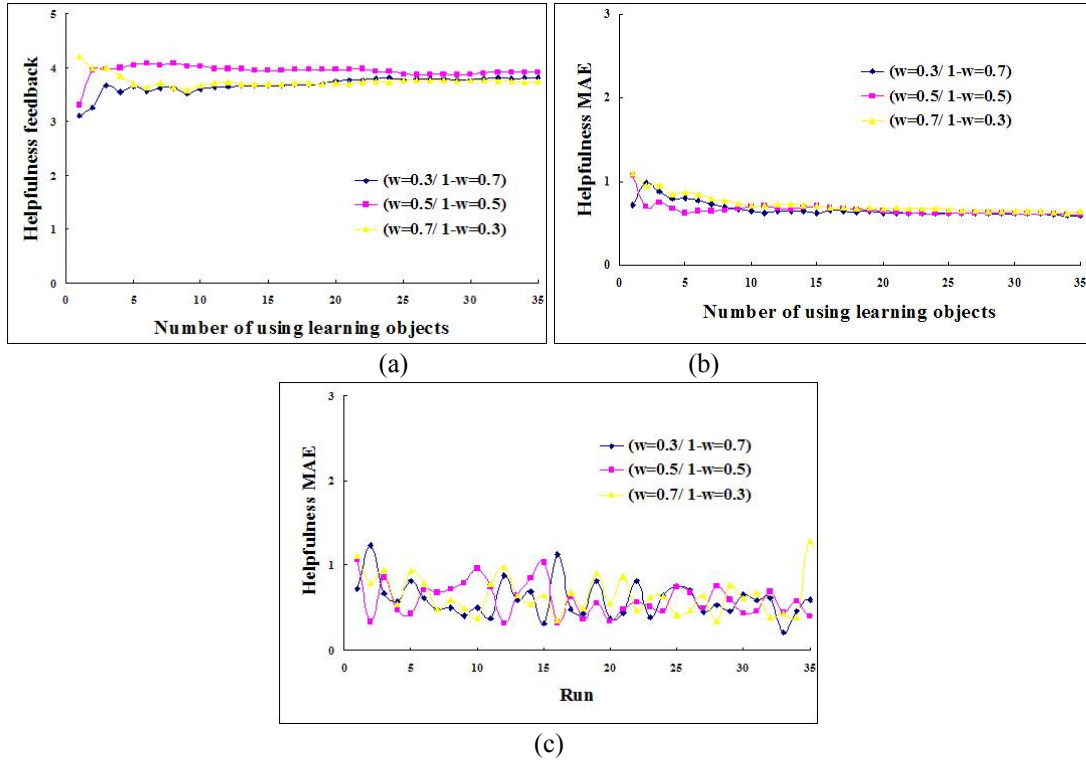 5
4
3
2
1
0
Helpfulness feedback
(w=0.3/ 1-w=0.7)
(w=0.5/ 1-w=0.5)
(w=0.7/ 1-w=0.3)
0 5 10 15 20 25 30 35
Number of using learning objects
(a)
3
2
1
0
Helpfulness MAE
(w=0.3/ 1-w=0.7)
(w=0.5/ 1-w=0.5)
(w=0.7/ 1-w=0.3)
0 5 10 15 20 25 30 35
Number of using learning objects
(b)
3
2
1
0
Helpfulness MAE
(w=0.3/ 1-w=0.7)
(w=0.5/ 1-w=0.5)
(w=0.7/ 1-w=0.3)
0 5 10 15 20 25 30 35
Run
(c)